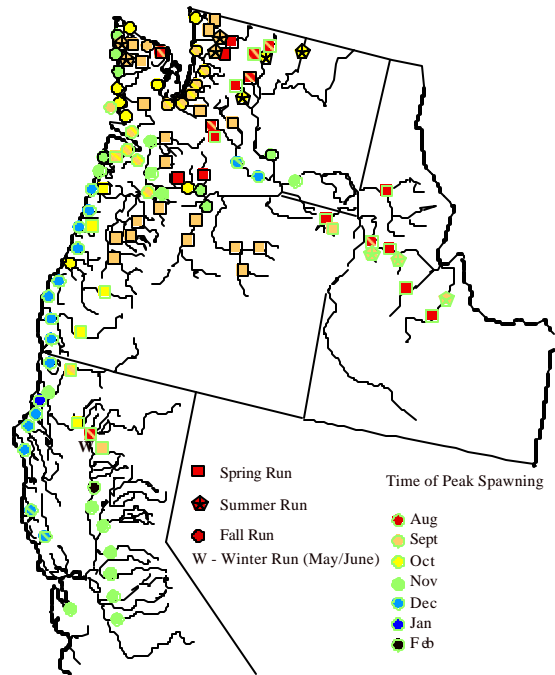 W
Spring Run
Summer Run
Fall Run
W - Winter Run (May/June)
Time of Peak Spawning
Aug
Sept
Oct
Nov
Dec
Jan
Feb